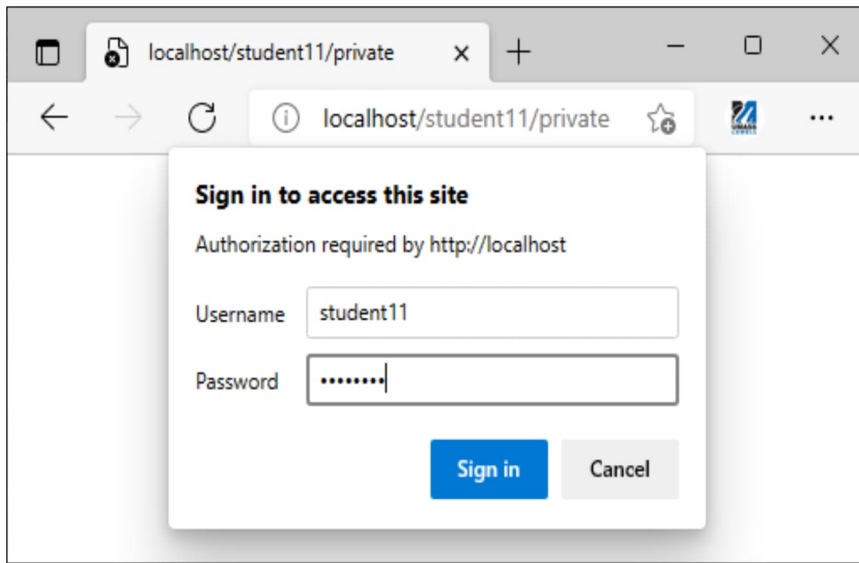 localhost/student11/private
localhost/student11/private
UMASS
Sign in to access this site
Authorization required by http://localhost
Username student11
Password ••••••••
Sign in Cancel